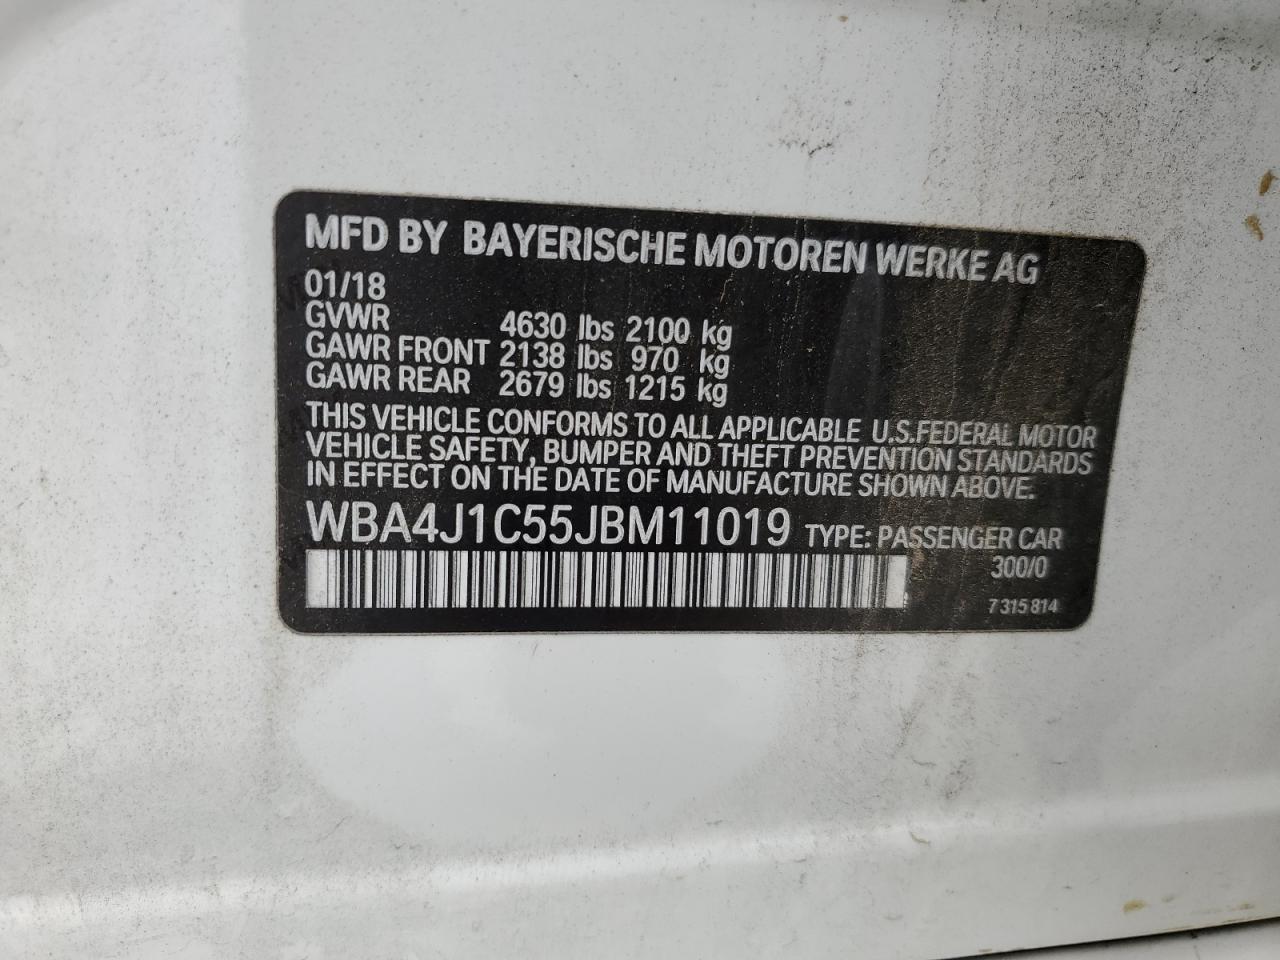 MFD BY BAYERISCHE MOTOREN WERKE AG
01/18
GVWR 4630 lbs 2100 kg
GAWR FRONT 2138 lbs 970 kg
GAWR REAR 2679 lbs 1215 kg
THIS VEHICLE CONFORMS TO ALL APPLICABLE U.S.FEDERAL MOTOR
VEHICLE SAFETY, BUMPER AND THEFT PREVENTION STANDARDS
IN EFFECT ON THE DATE OF MANUFACTURE SHOWN ABOVE.
WBA4J1C55JBM11019 TYPE: PASSENGER CAR
300/0
7 315 814